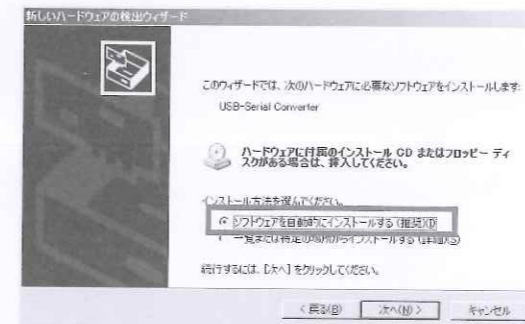 新しいハードウェアの検出ウィザード
このウィザードでは、次のハードウェアに必要なソフトウェアをインストールします:
USB-Serial Converter
ハードウェアに付属のインストール CD またはフロッピー ディ
スクがある場合は、挿入してください。
インストール方法を選んでください。
ソフトウェアを自動的にインストールする (推奨)(I)
一覧または特定の場所からインストールする (詳細)(S)
続行するには、[次へ] をクリックしてください。
< 戻る(B)
次へ(N) >
キャンセル